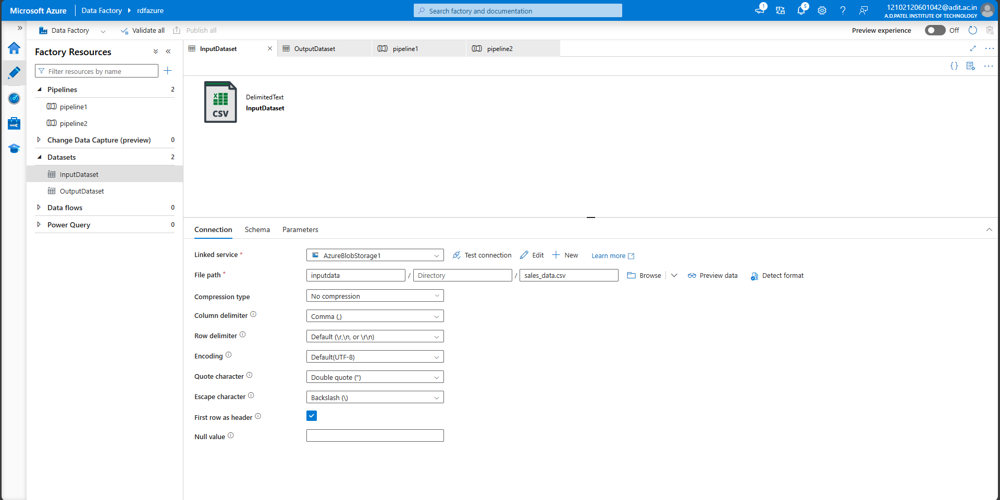 Microsoft Azure Data Factory rdfazure
Search factory and documentation
1
5
12102120601042@adit.ac.in
A.D.PATEL INSTITUTE OF TECHNOLOGY
Data Factory Validate all Publish all
Preview experience Off
Factory Resources
Filter resources by name
Pipelines 2
pipeline1
pipeline2
Change Data Capture (preview) 0
Datasets 2
InputDataset
OutputDataset
Data flows 0
Power Query 0
InputDataset OutputDataset pipeline1 pipeline2
{}
X
CSV
DelimitedText
InputDataset
Connection Schema Parameters
Linked service * AzureBlobStorage1 Test connection Edit New Learn more
File path * inputdata / Directory / sales_data.csv Browse Preview data Detect format
Compression type No compression
Column delimiter Comma (,)
Row delimiter Default (\r,\n, or \r\n)
Encoding Default(UTF-8)
Quote character Double quote (")
Escape character Backslash (\)
First row as header
Null value